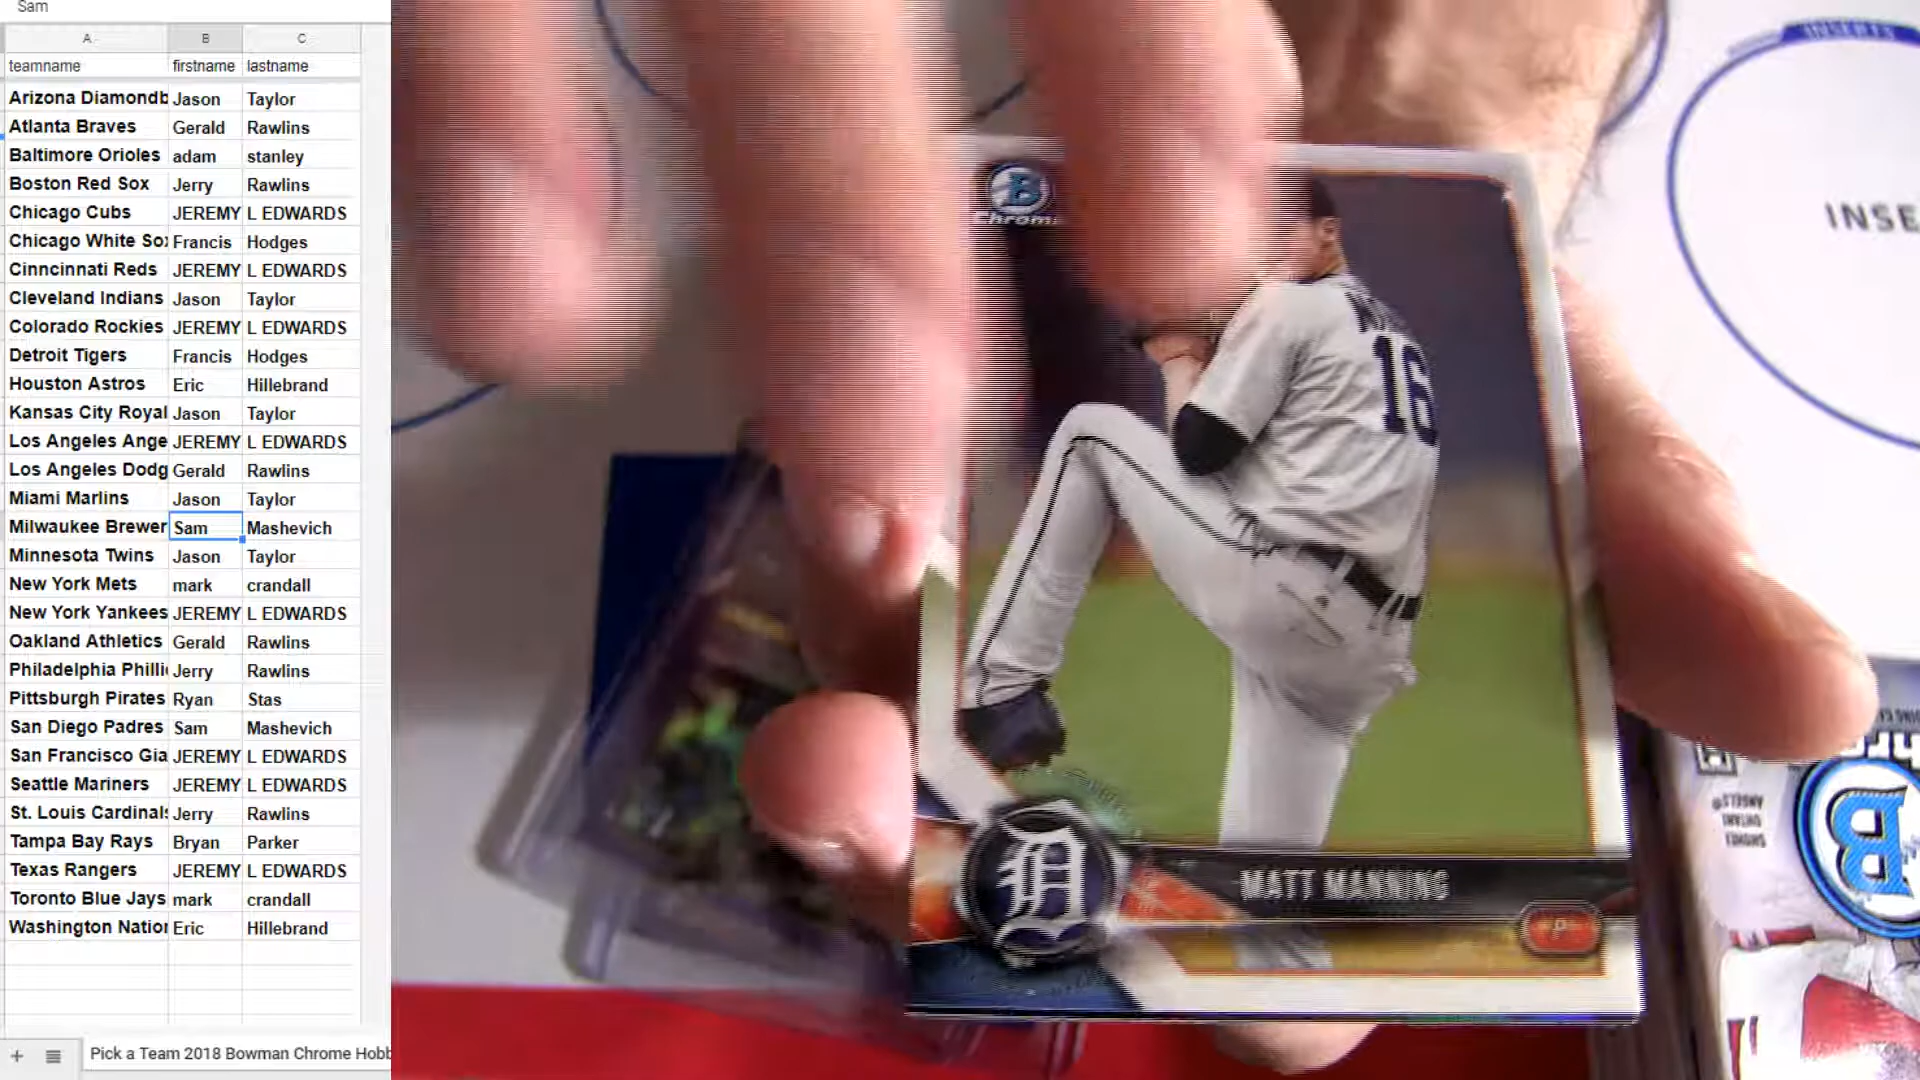 Sam
A B C
teamname firstname lastname
Arizona Diamondb Jason Taylor
Atlanta Braves Gerald Rawlins
Baltimore Orioles adam stanley
Boston Red Sox Jerry Rawlins
Chicago Cubs JEREMY L EDWARDS
Chicago White So Francis Hodges
Cinncinnati Reds JEREMY L EDWARDS
Cleveland Indians Jason Taylor
Colorado Rockies JEREMY L EDWARDS
Detroit Tigers Francis Hodges
Houston Astros Eric Hillebrand
Kansas City Royal Jason Taylor
Los Angeles Ange JEREMY L EDWARDS
Los Angeles Dodg Gerald Rawlins
Miami Marlins Jason Taylor
Milwaukee Brewer Sam Mashevich
Minnesota Twins Jason Taylor
New York Mets mark crandall
New York Yankees JEREMY L EDWARDS
Oakland Athletics Gerald Rawlins
Philadelphia Philli Jerry Rawlins
Pittsburgh Pirates Ryan Stas
San Diego Padres Sam Mashevich
San Francisco Gia JEREMY L EDWARDS
Seattle Mariners JEREMY L EDWARDS
St. Louis Cardinals Jerry Rawlins
Tampa Bay Rays Bryan Parker
Texas Rangers JEREMY L EDWARDS
Toronto Blue Jays mark crandall
Washington Nation Eric Hillebrand
Pick a Team 2018 Bowman Chrome Hobb
INSERTS
INSE
B
Chrome
16
D
MATT MANNING
P
B